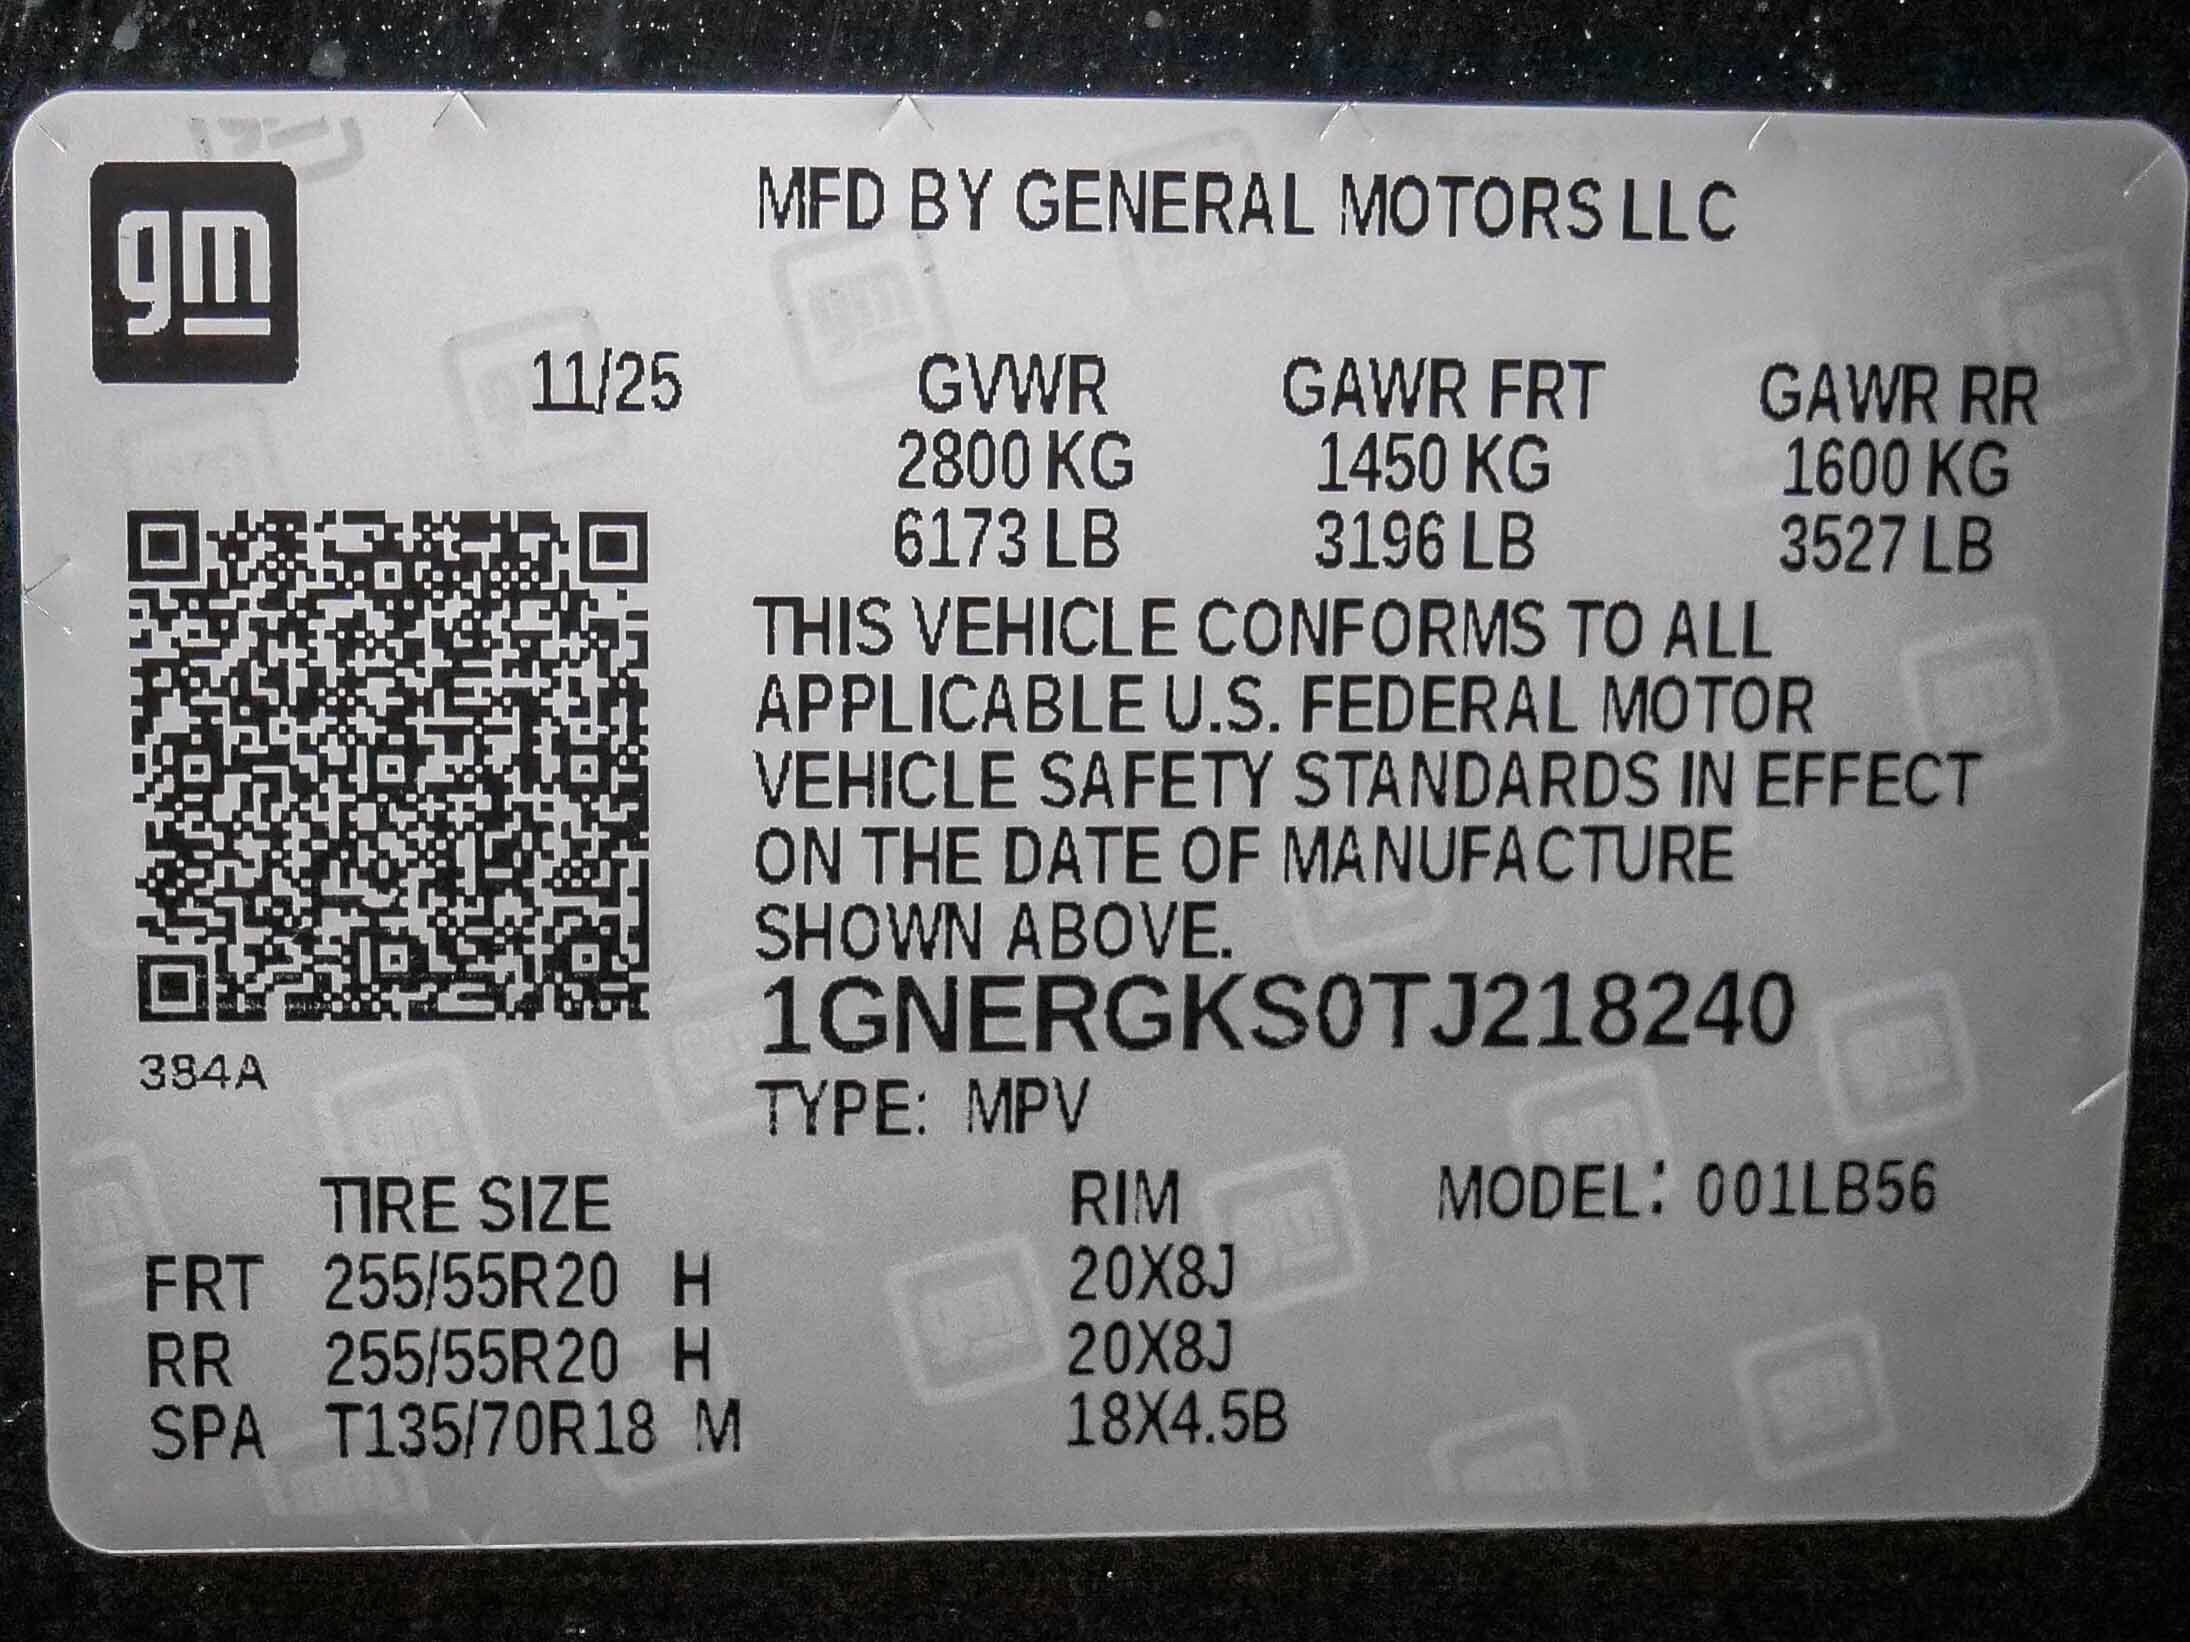 gm
MFD BY GENERAL MOTORS LLC
11/25 GVWR GAWR FRT GAWR RR
2800 KG 1450 KG 1600 KG
6173 LB 3196 LB 3527 LB
THIS VEHICLE CONFORMS TO ALL
APPLICABLE U.S. FEDERAL MOTOR
VEHICLE SAFETY STANDARDS IN EFFECT
ON THE DATE OF MANUFACTURE
SHOWN ABOVE.
1GNERGKS0TJ218240
384A
TYPE: MPV
TIRE SIZE RIM MODEL: 001LB56
FRT 255/55R20 H 20X8J
RR 255/55R20 H 20X8J
SPA T135/70R18 M 18X4.5B